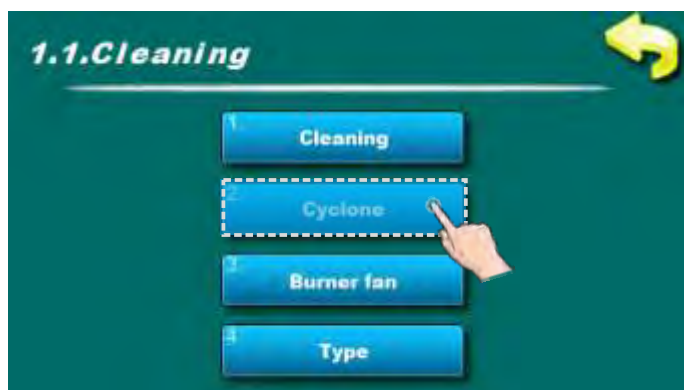 1.1.Cleaning
1. Cleaning
2. Cyclone
3. Burner fan
4 Type